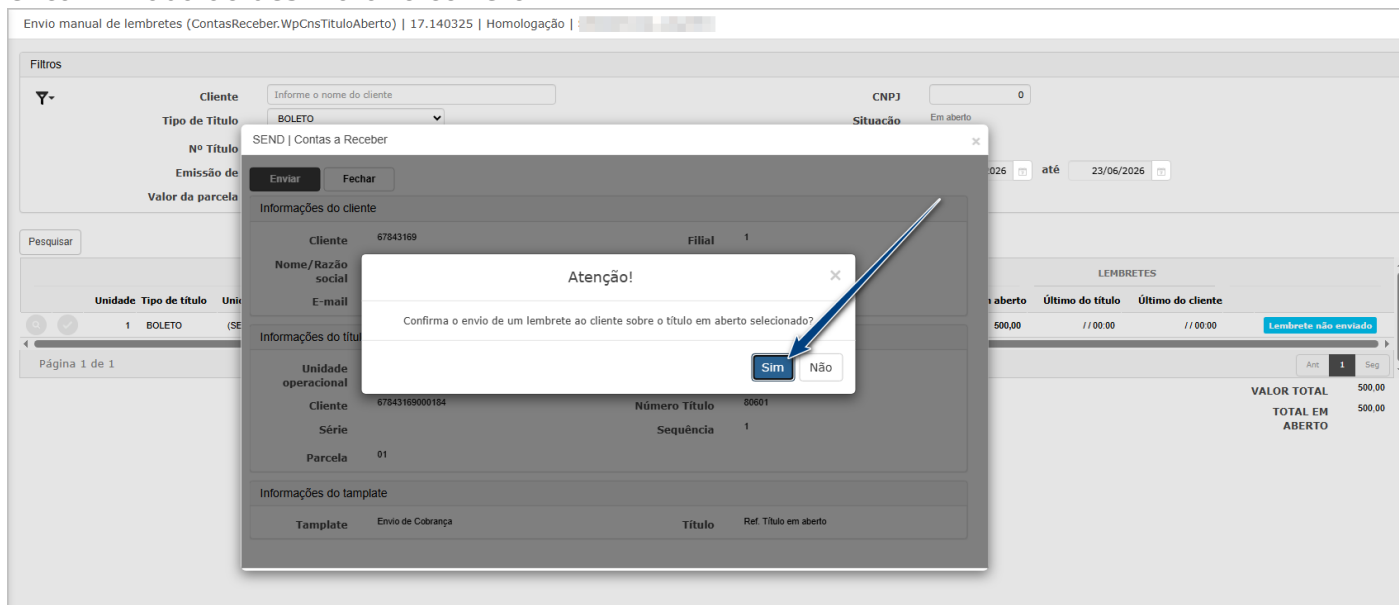 Envio manual de lembretes (ContasReceber.WpCnsTituloAberto) | 17.140325 | Homologação |
Filtros
Cliente Informe o nome do cliente CNPJ 0
Tipo de Título BOLETO Situação Em aberto
Nº Título
Emissão de 026 até 23/06/2026
Valor da parcela
SEND | Contas a Receber ×
Enviar Fechar
Informações do cliente
Cliente 67843169 Filial 1
Nome/Razão
social
E-mail
Atenção! ×
Confirma o envio de um lembrete ao cliente sobre o título em aberto selecionado?
Sim Não
Informações do títul
Unidade
operacional
Cliente 67843169000184 Número Título 80601
Série Sequência 1
Parcela 01
Informações do tamplate
Tamplate Envio de Cobrança Título Ref. Título em aberto
Pesquisar
LEMBRETES
Unidade Tipo de título Unid aberto Último do título Último do cliente
1 BOLETO (SE 500,00 / / 00:00 / / 00:00 Lembrete não enviado
Página 1 de 1 Ant 1 Seg
VALOR TOTAL 500,00
TOTAL EM 500,00
ABERTO